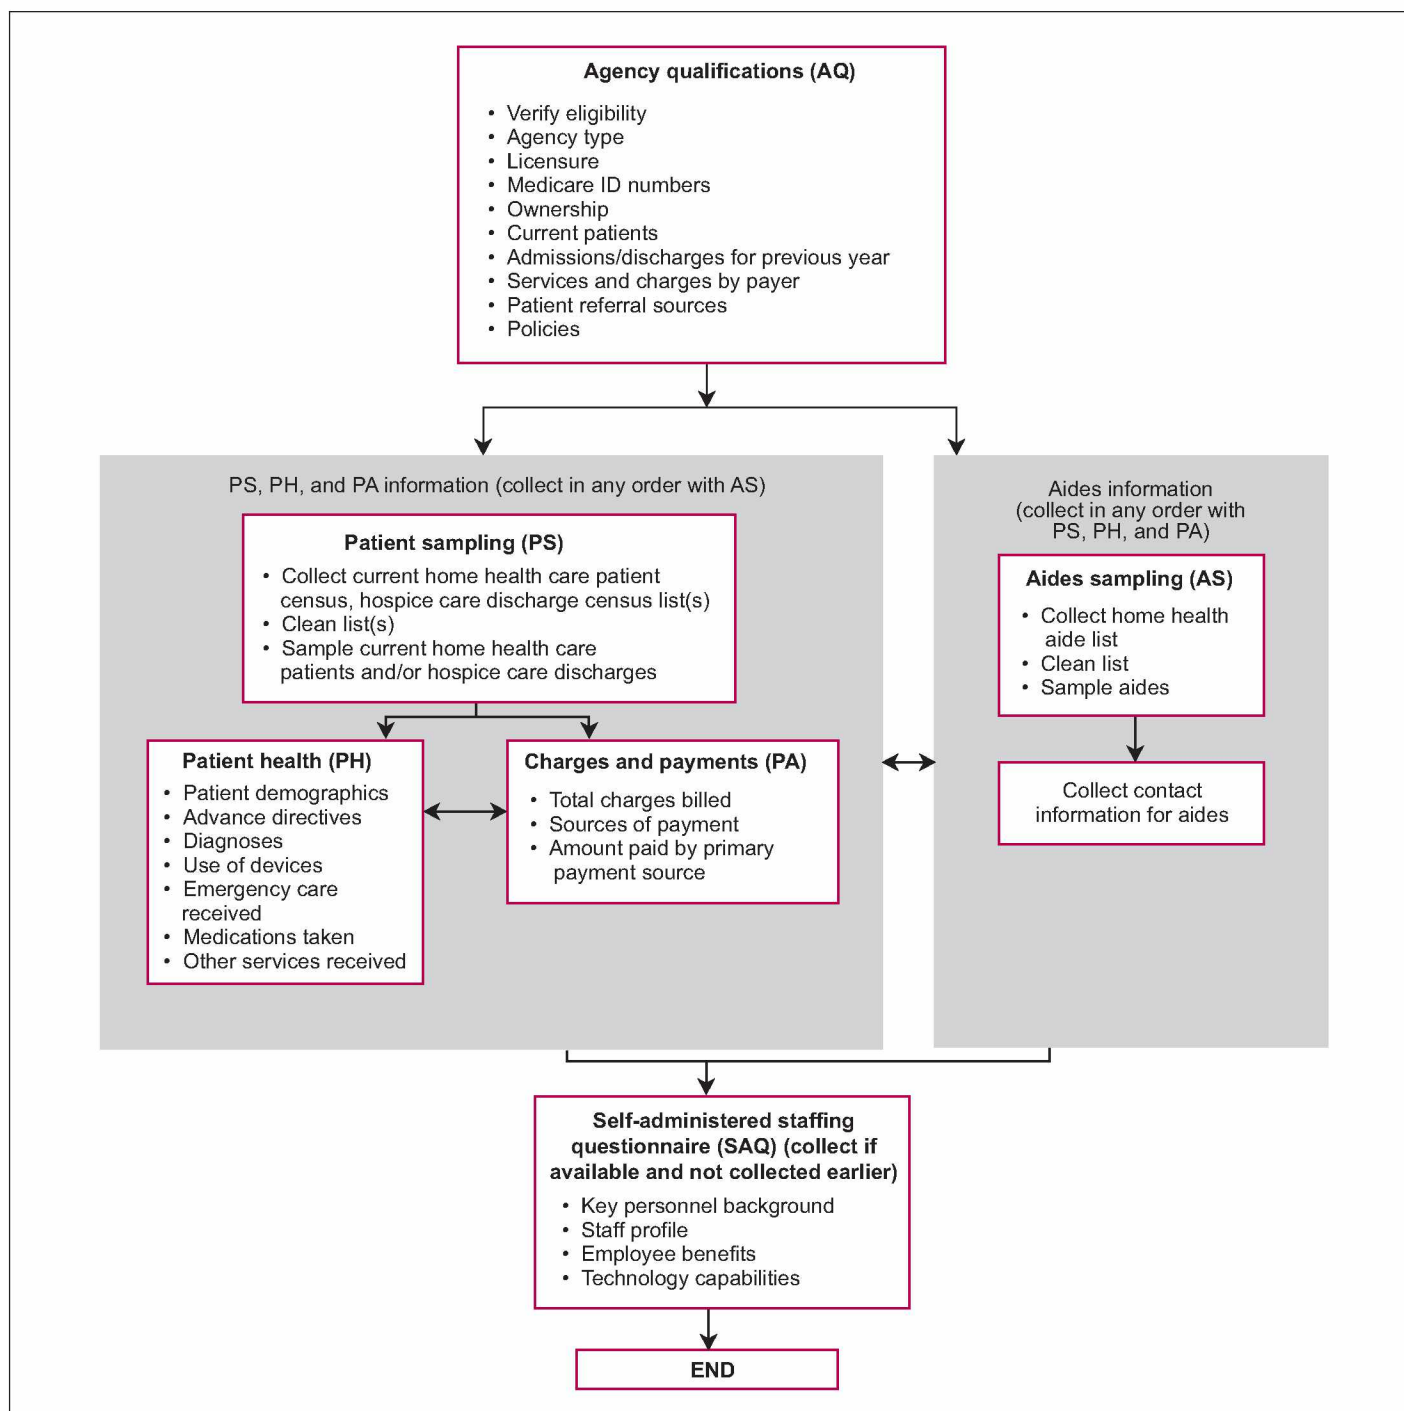 Agency qualifications (AQ)
• Verify eligibility
• Agency type
• Licensure
• Medicare ID numbers
• Ownership
• Current patients
• Admissions/discharges for previous year
• Services and charges by payer
• Patient referral sources
• Policies
PS, PH, and PA information (collect in any order with AS)
Patient sampling (PS)
• Collect current home health care patient
census, hospice care discharge census list(s)
• Clean list(s)
• Sample current home health care
patients and/or hospice care discharges
Patient health (PH)
• Patient demographics
• Advance directives
• Diagnoses
• Use of devices
• Emergency care
received
• Medications taken
• Other services received
Charges and payments (PA)
• Total charges billed
• Sources of payment
• Amount paid by primary
payment source
Aides information
(collect in any order with
PS, PH, and PA)
Aides sampling (AS)
• Collect home health
aide list
• Clean list
• Sample aides
Collect contact
information for aides
Self-administered staffing
questionnaire (SAQ) (collect if
available and not collected earlier)
• Key personnel background
• Staff profile
• Employee benefits
• Technology capabilities
END